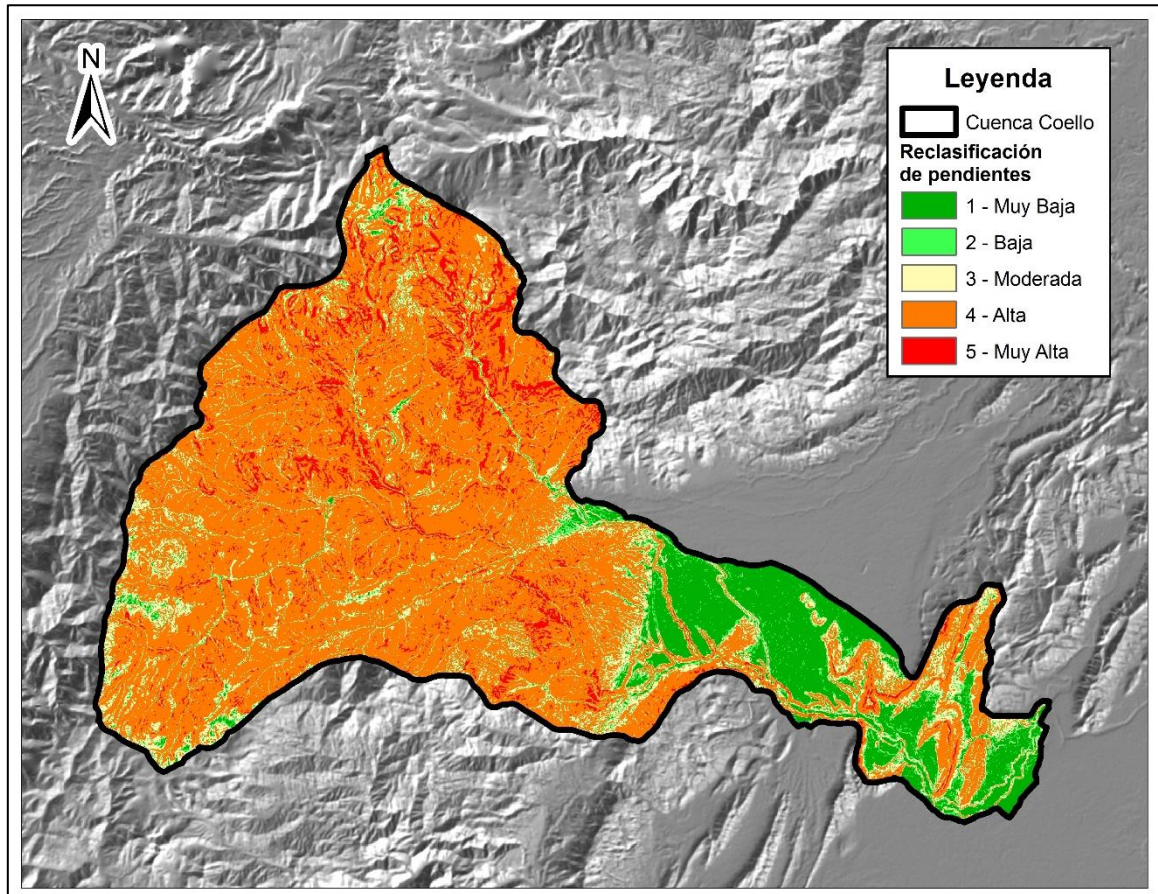 N
Leyenda
Cuenca Coello
Reclasificación
de pendientes
1 - Muy Baja
2 - Baja
3 - Moderada
4 - Alta
5 - Muy Alta